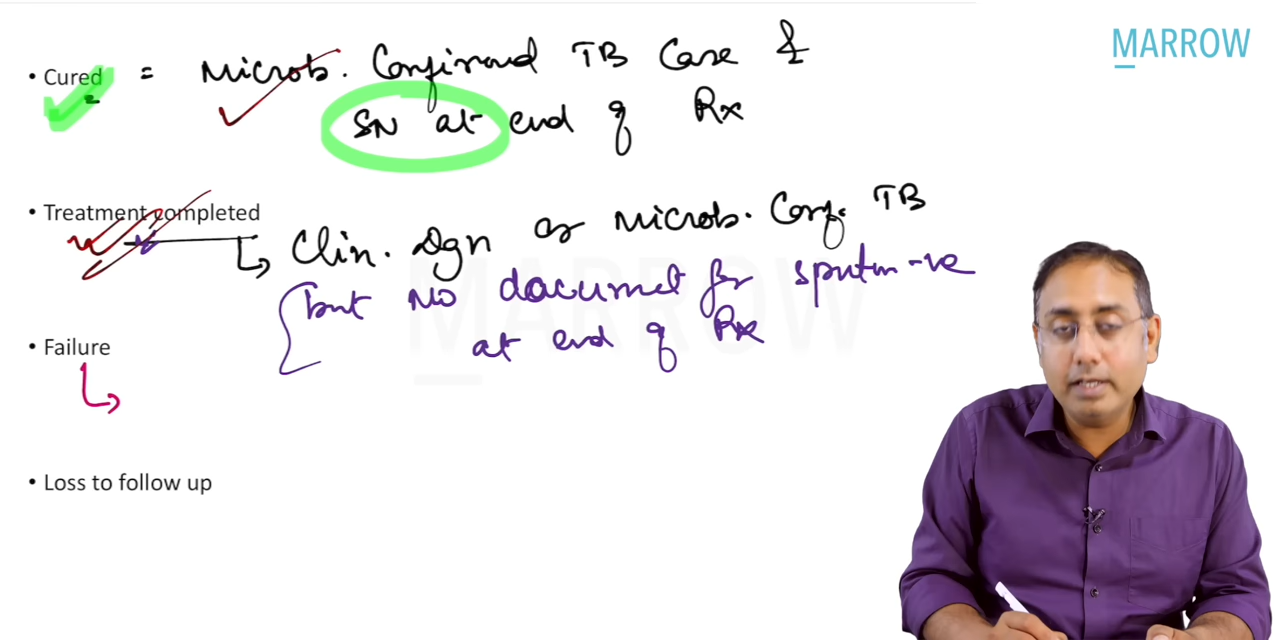 MARROW
• Cured = Microb. Confirmed TB Case &
SN at end of Rx
• Treatment completed
Clin. Dgn or Microb. Conf. TB
but NO document for sputum -ve
at end of Rx
• Failure
• Loss to follow up
MARROW